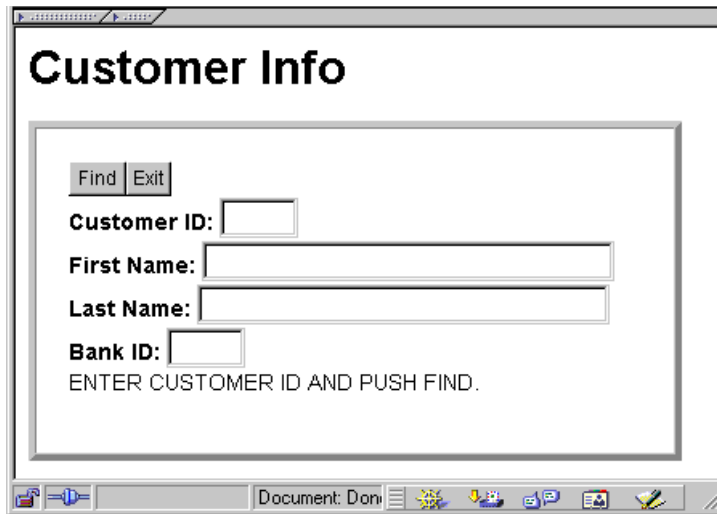 Customer Info
Find Exit
Customer ID:
First Name:
Last Name:
Bank ID:
ENTER CUSTOMER ID AND PUSH FIND.
Document: Don